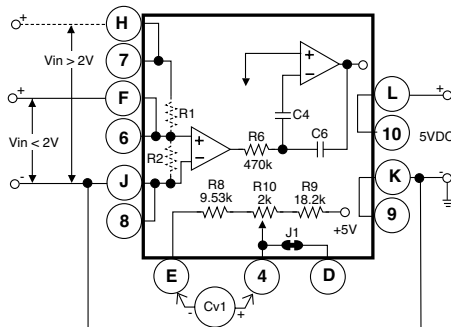 + H
Vin > 2V
7
+ F
R1
6
Vin < 2V
R2
- J
8
+
-
R6
470k
+
-
C4
C6
L +
10 5VDC
K -
9
R8
9.53k
R10
2k
R9
18.2k
+5V
J1
E 4 D
- Cv1 +